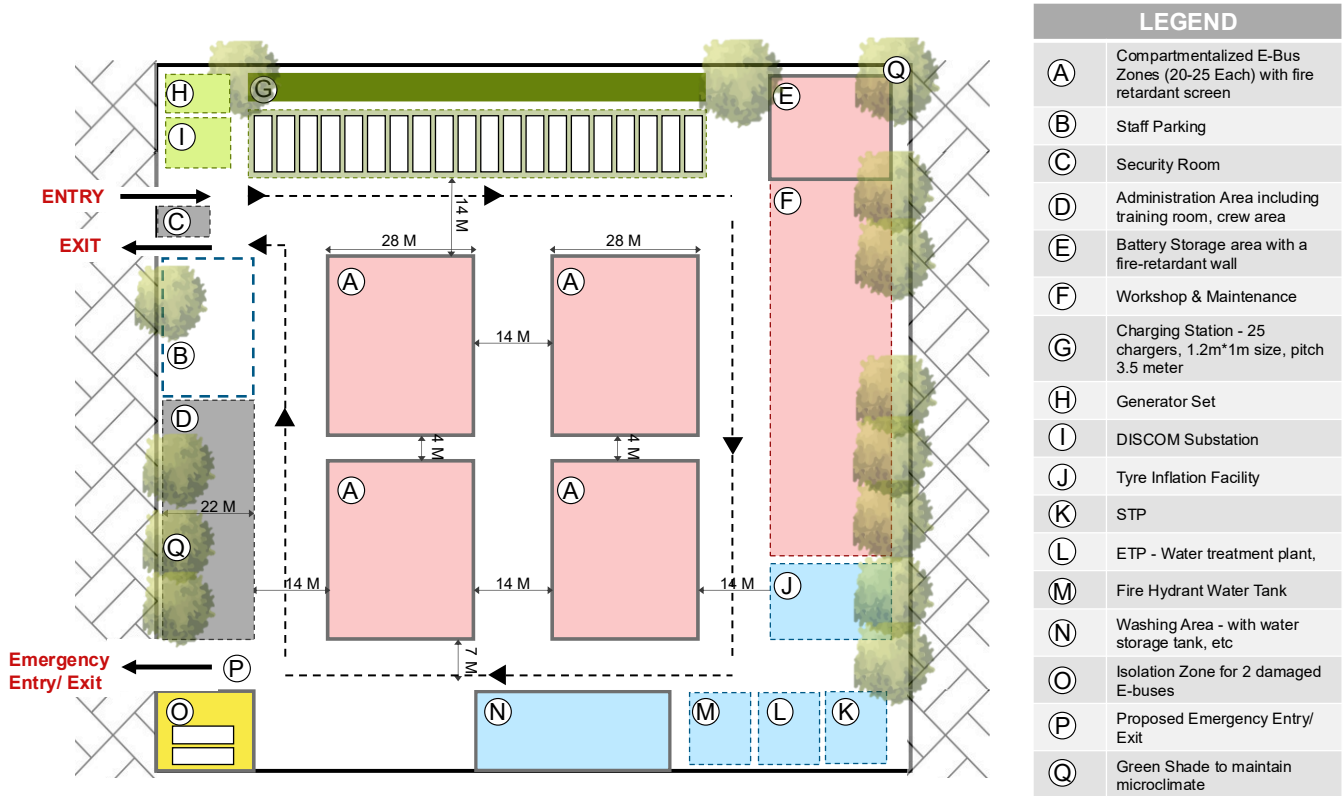 H
I
G
E
Q
ENTRY
C
EXIT
F
14 M
28 M
28 M
A
A
B
14 M
D
4 M
4 M
A
A
22 M
Q
14 M
14 M
14 M
J
7 M
Emergency
Entry/ Exit
P
O
N
M
L
K
LEGEND
A
Compartmentalized E-Bus
Zones (20-25 Each) with fire
retardant screen
B
Staff Parking
C
Security Room
D
Administration Area including
training room, crew area
E
Battery Storage area with a
fire-retardant wall
F
Workshop & Maintenance
G
Charging Station - 25
chargers, 1.2m*1m size, pitch
3.5 meter
H
Generator Set
I
DISCOM Substation
J
Tyre Inflation Facility
K
STP
L
ETP - Water treatment plant,
M
Fire Hydrant Water Tank
N
Washing Area - with water
storage tank, etc
O
Isolation Zone for 2 damaged
E-buses
P
Proposed Emergency Entry/
Exit
Q
Green Shade to maintain
microclimate